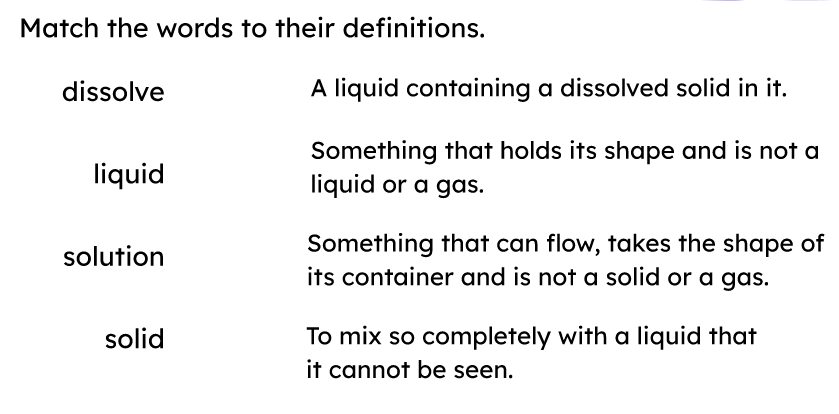 Match the words to their definitions.
dissolve
A liquid containing a dissolved solid in it.
liquid
Something that holds its shape and is not a
liquid or a gas.
solution
Something that can flow, takes the shape of
its container and is not a solid or a gas.
solid
To mix so completely with a liquid that
it cannot be seen.